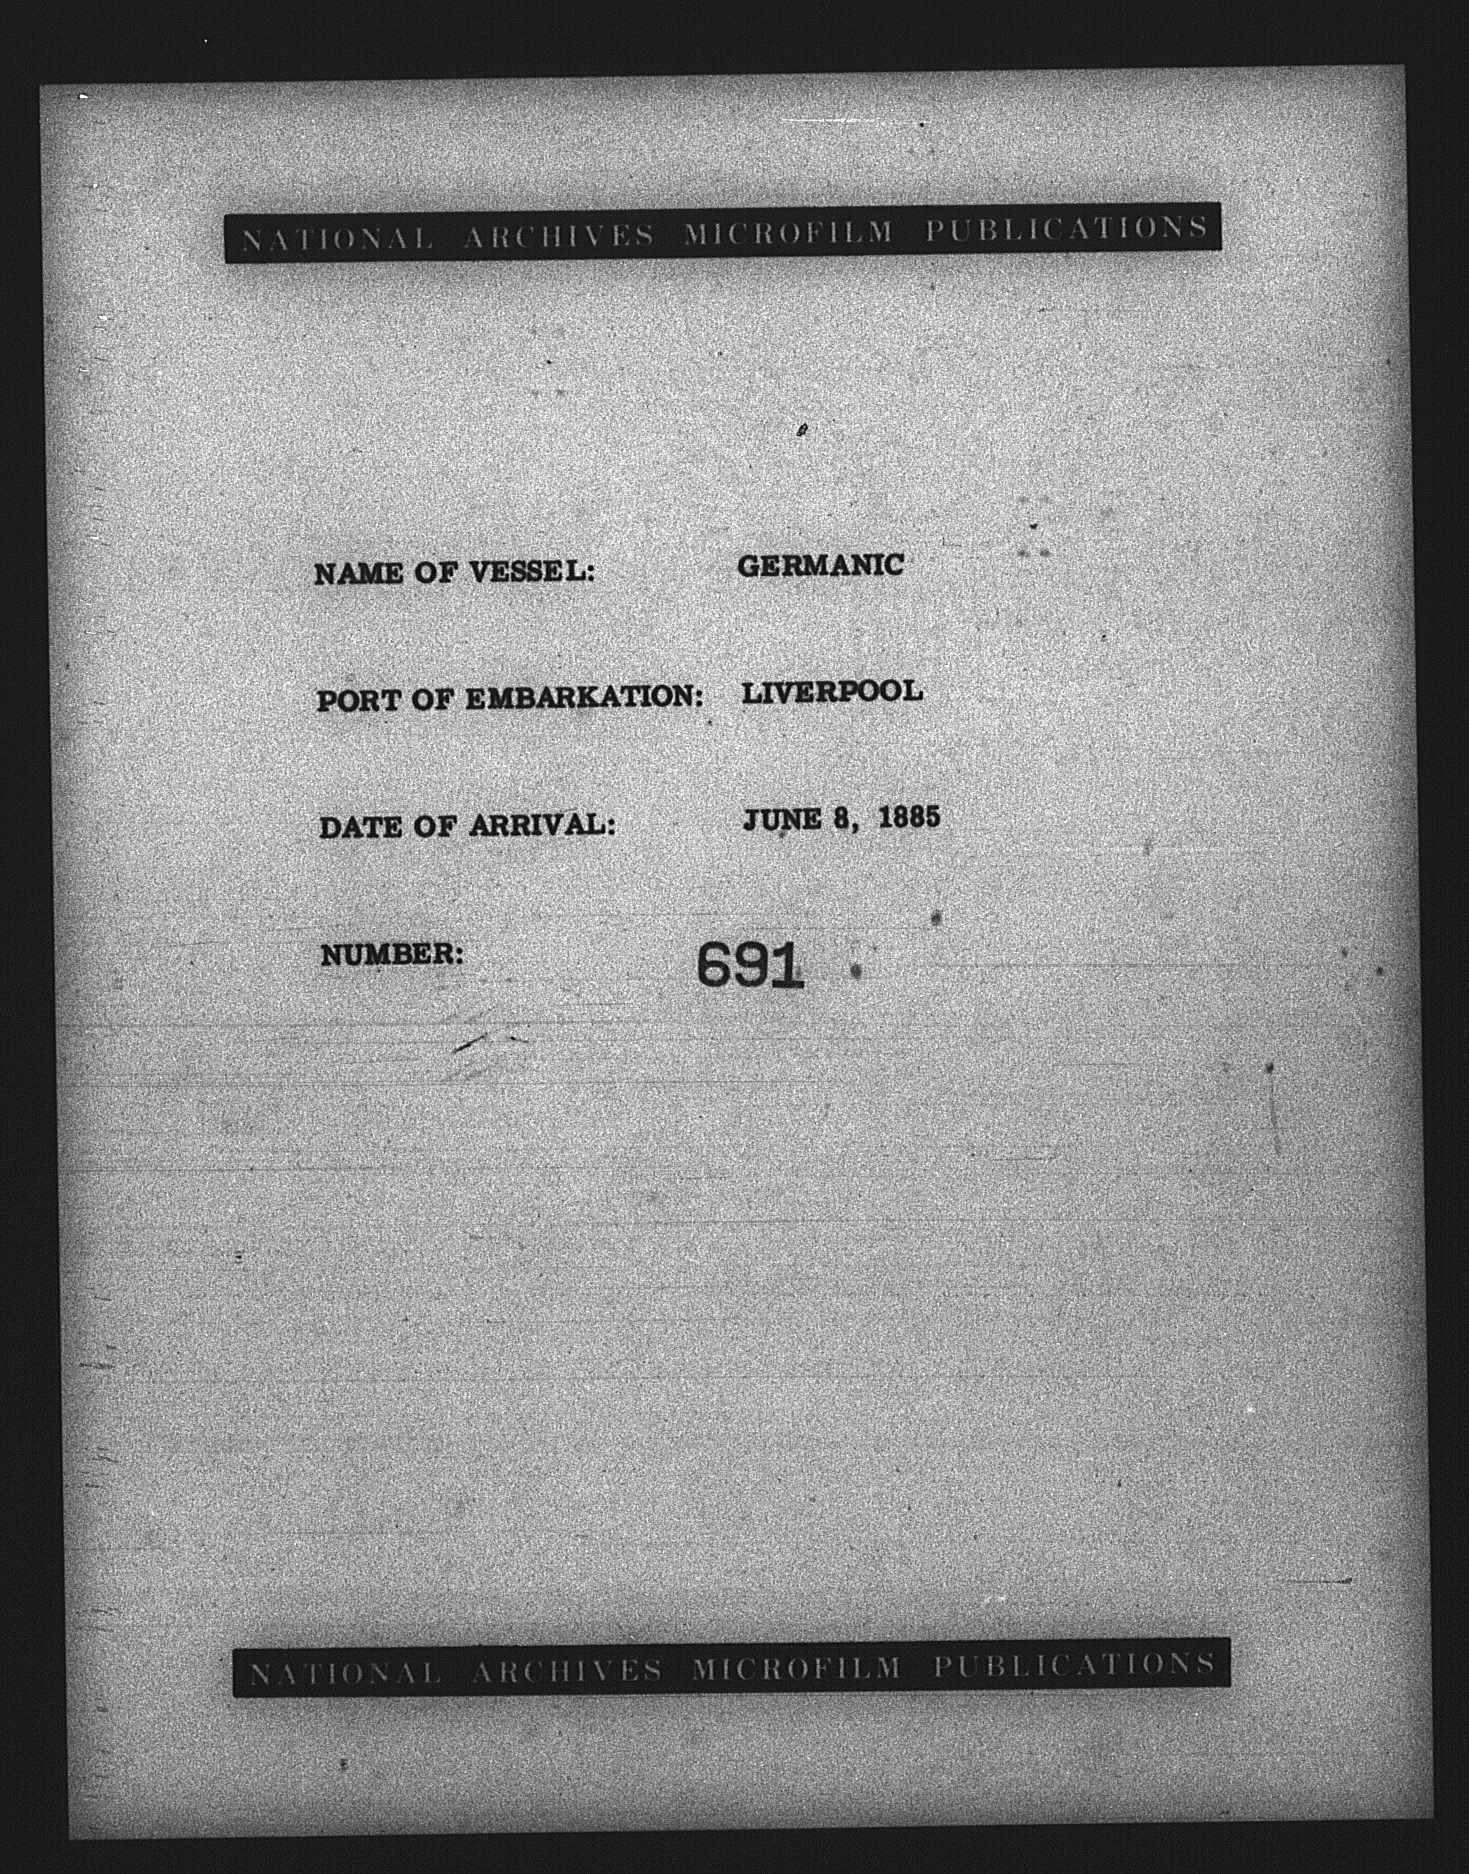 NATIONAL ARCHIVES MICROFILM PUBLICATIONS
NAME OF VESSEL: GERMANIC
PORT OF EMBARKATION: LIVERPOOL
DATE OF ARRIVAL: JUNE 8, 1885
NUMBER: 691
NATIONAL ARCHIVES MICROFILM PUBLICATIONS